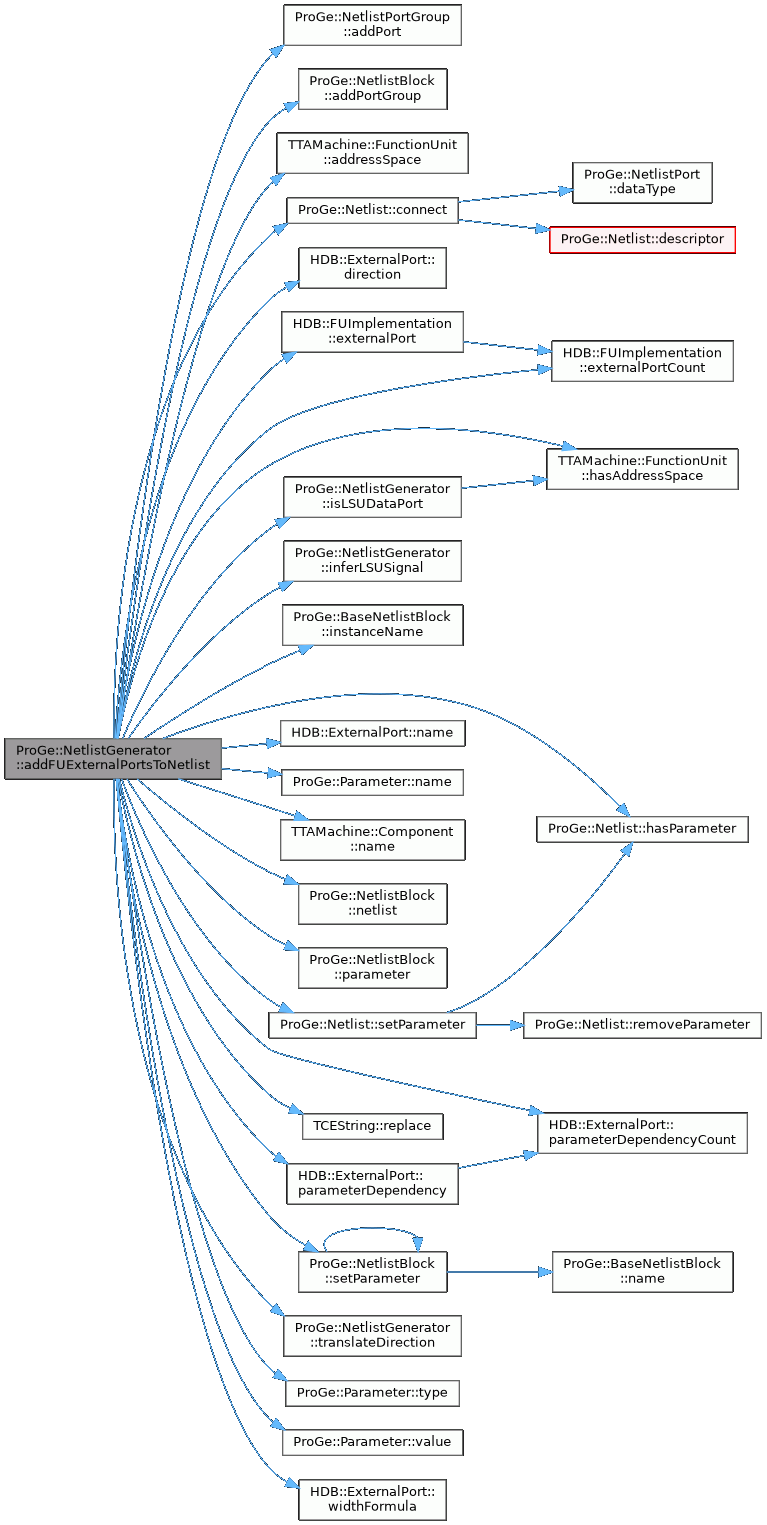 ProGe::NetlistPortGroup
::addPort
ProGe::NetlistBlock
::addPortGroup
TTAMachine::FunctionUnit
::addressSpace
ProGe::NetlistPort
::dataType
ProGe::Netlist::connect
ProGe::Netlist::descriptor
HDB::ExternalPort::
direction
HDB::FUImplementation
::externalPort
HDB::FUImplementation
::externalPortCount
TTAMachine::FunctionUnit
::hasAddressSpace
ProGe::NetlistGenerator
::isLSUDataPort
ProGe::NetlistGenerator
::inferLSUSignal
ProGe::BaseNetlistBlock
::instanceName
HDB::ExternalPort::name
ProGe::NetlistGenerator
::addFUExternalPortsToNetlist
ProGe::Parameter::name
TTAMachine::Component
::name
ProGe::Netlist::hasParameter
ProGe::NetlistBlock
::netlist
ProGe::NetlistBlock
::parameter
ProGe::Netlist::setParameter
ProGe::Netlist::removeParameter
TCEString::replace
HDB::ExternalPort::
parameterDependencyCount
HDB::ExternalPort::
parameterDependency
ProGe::NetlistBlock
::setParameter
ProGe::BaseNetlistBlock
::name
ProGe::NetlistGenerator
::translateDirection
ProGe::Parameter::type
ProGe::Parameter::value
HDB::ExternalPort::
widthFormula